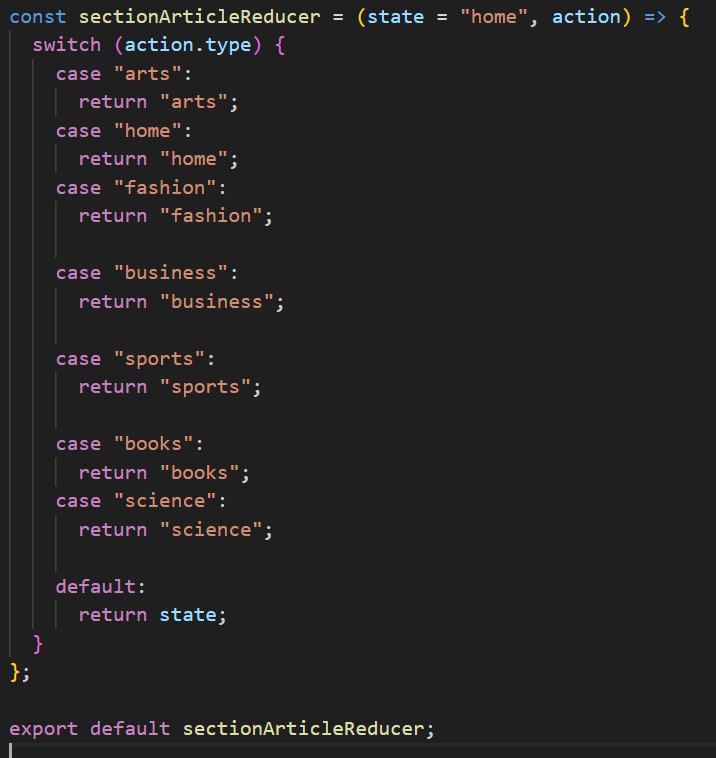 const sectionArticleReducer = (state = "home", action) => {
  switch (action.type) {
    case "arts":
      return "arts";
    case "home":
      return "home";
    case "fashion":
      return "fashion";

    case "business":
      return "business";

    case "sports":
      return "sports";

    case "books":
      return "books";
    case "science":
      return "science";

    default:
      return state;
  }
};

export default sectionArticleReducer;